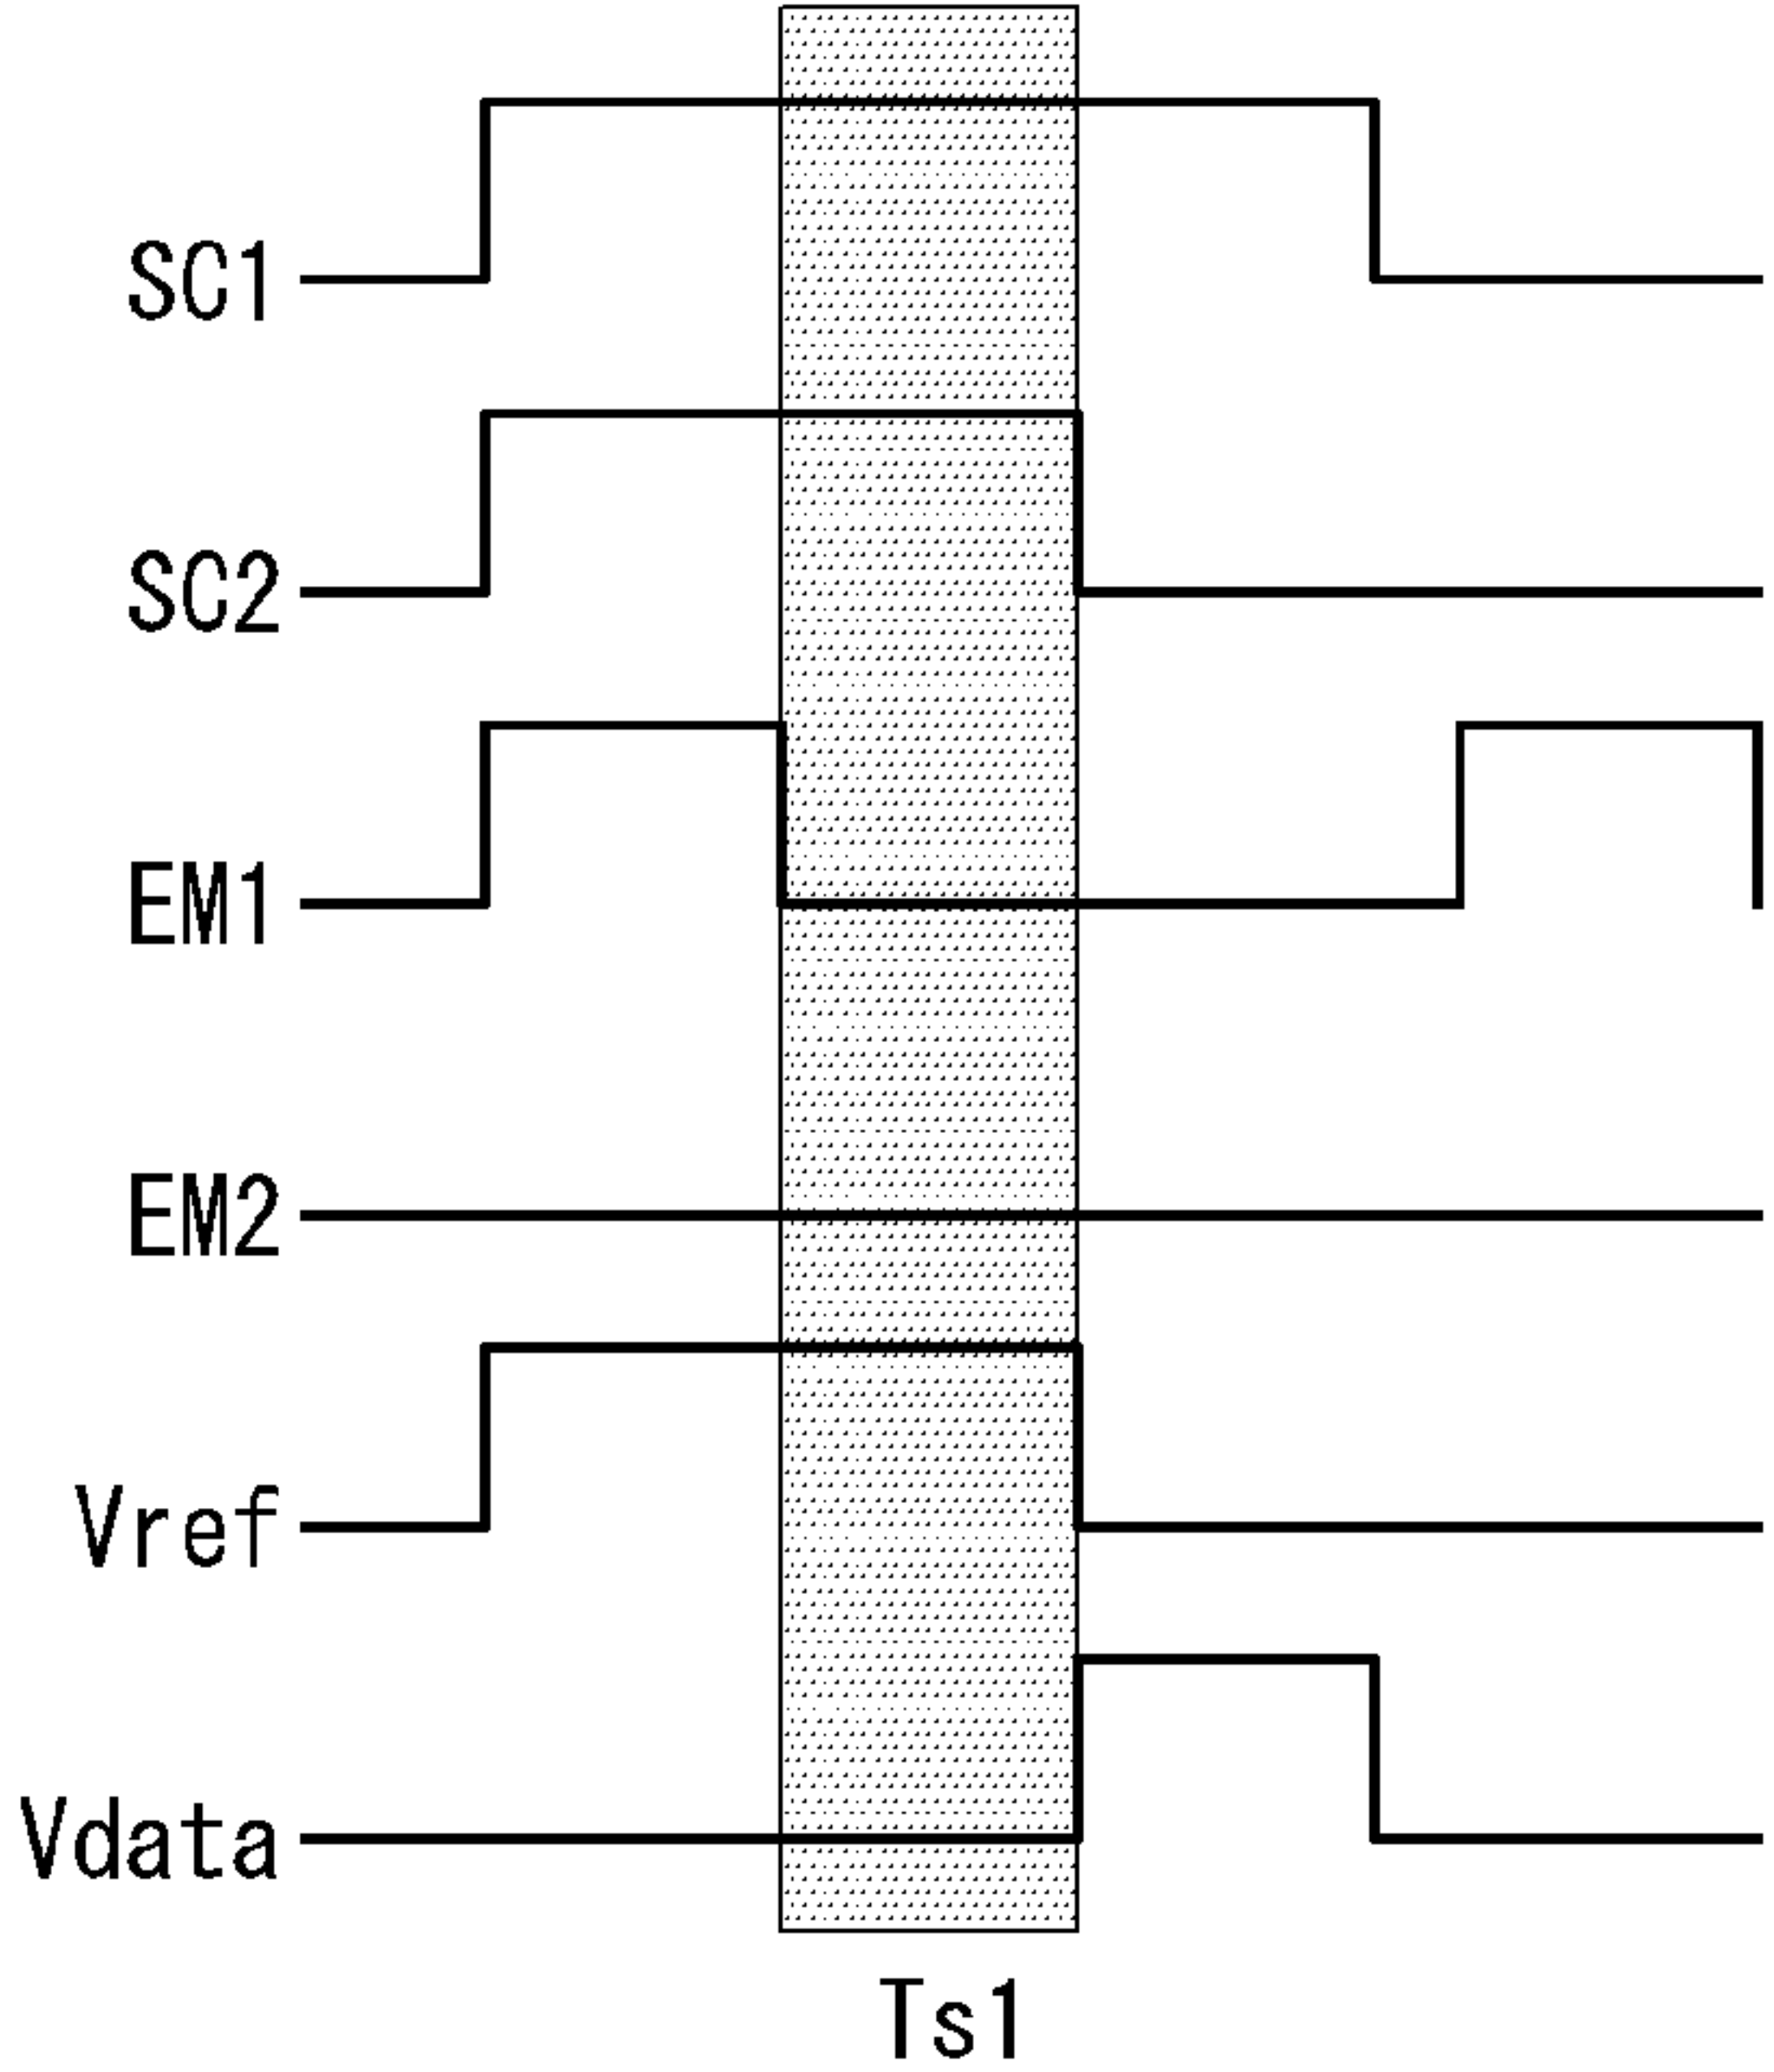 SC1
SC2
EM1
EM2
Vref
Vdata
Ts1